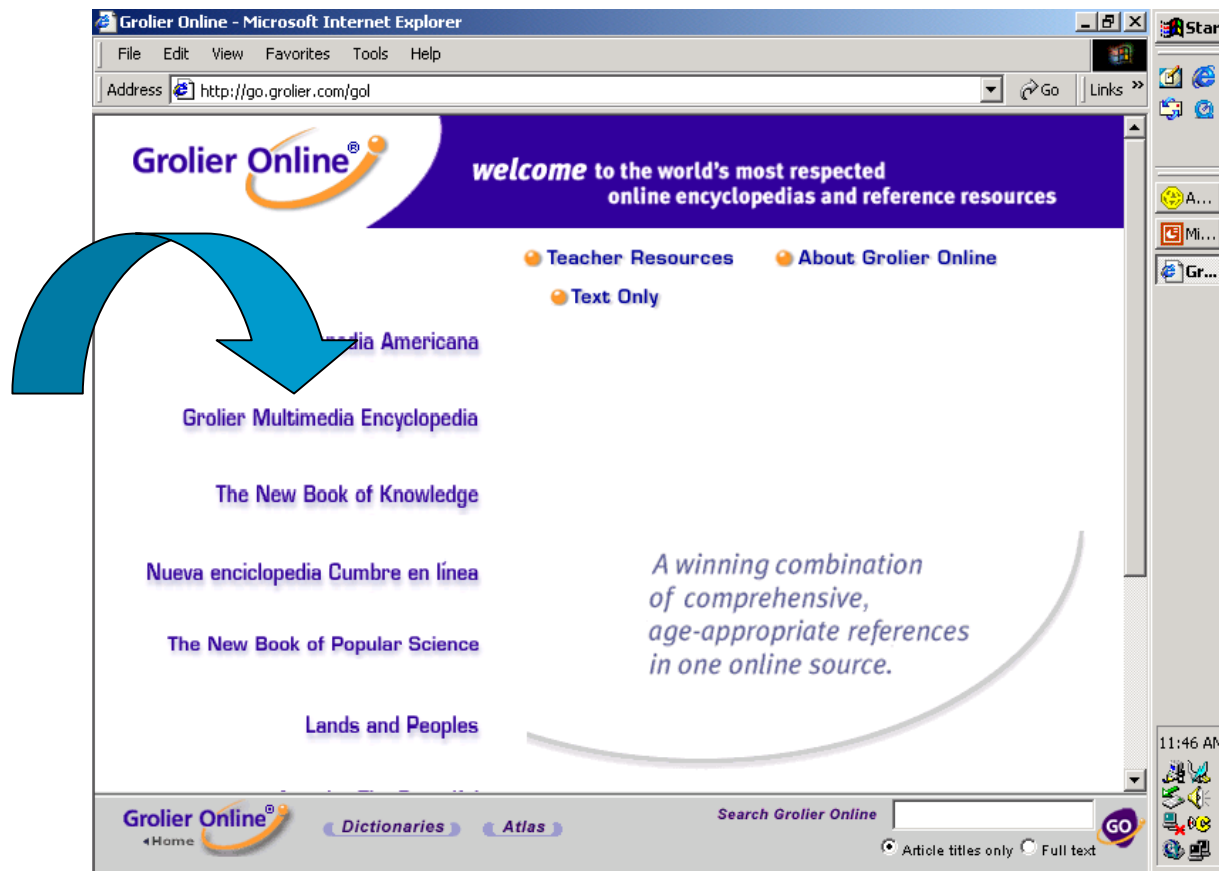 Grolier Online - Microsoft Internet Explorer
File Edit View Favorites Tools Help
Address http://go.grolier.com/gol Go Links »
Grolier Online®
welcome to the world's most respected
online encyclopedias and reference resources
Teacher Resources About Grolier Online
Text Only
Americana
Grolier Multimedia Encyclopedia
The New Book of Knowledge
Nueva enciclopedia Cumbre en línea
The New Book of Popular Science
Lands and Peoples
A winning combination
of comprehensive,
age-appropriate references
in one online source.
Grolier Online®
Home
Dictionaries
Atlas
Search Grolier Online
GO
Article titles only Full text
Star
A...
Mi...
Gr...
11:46 AM